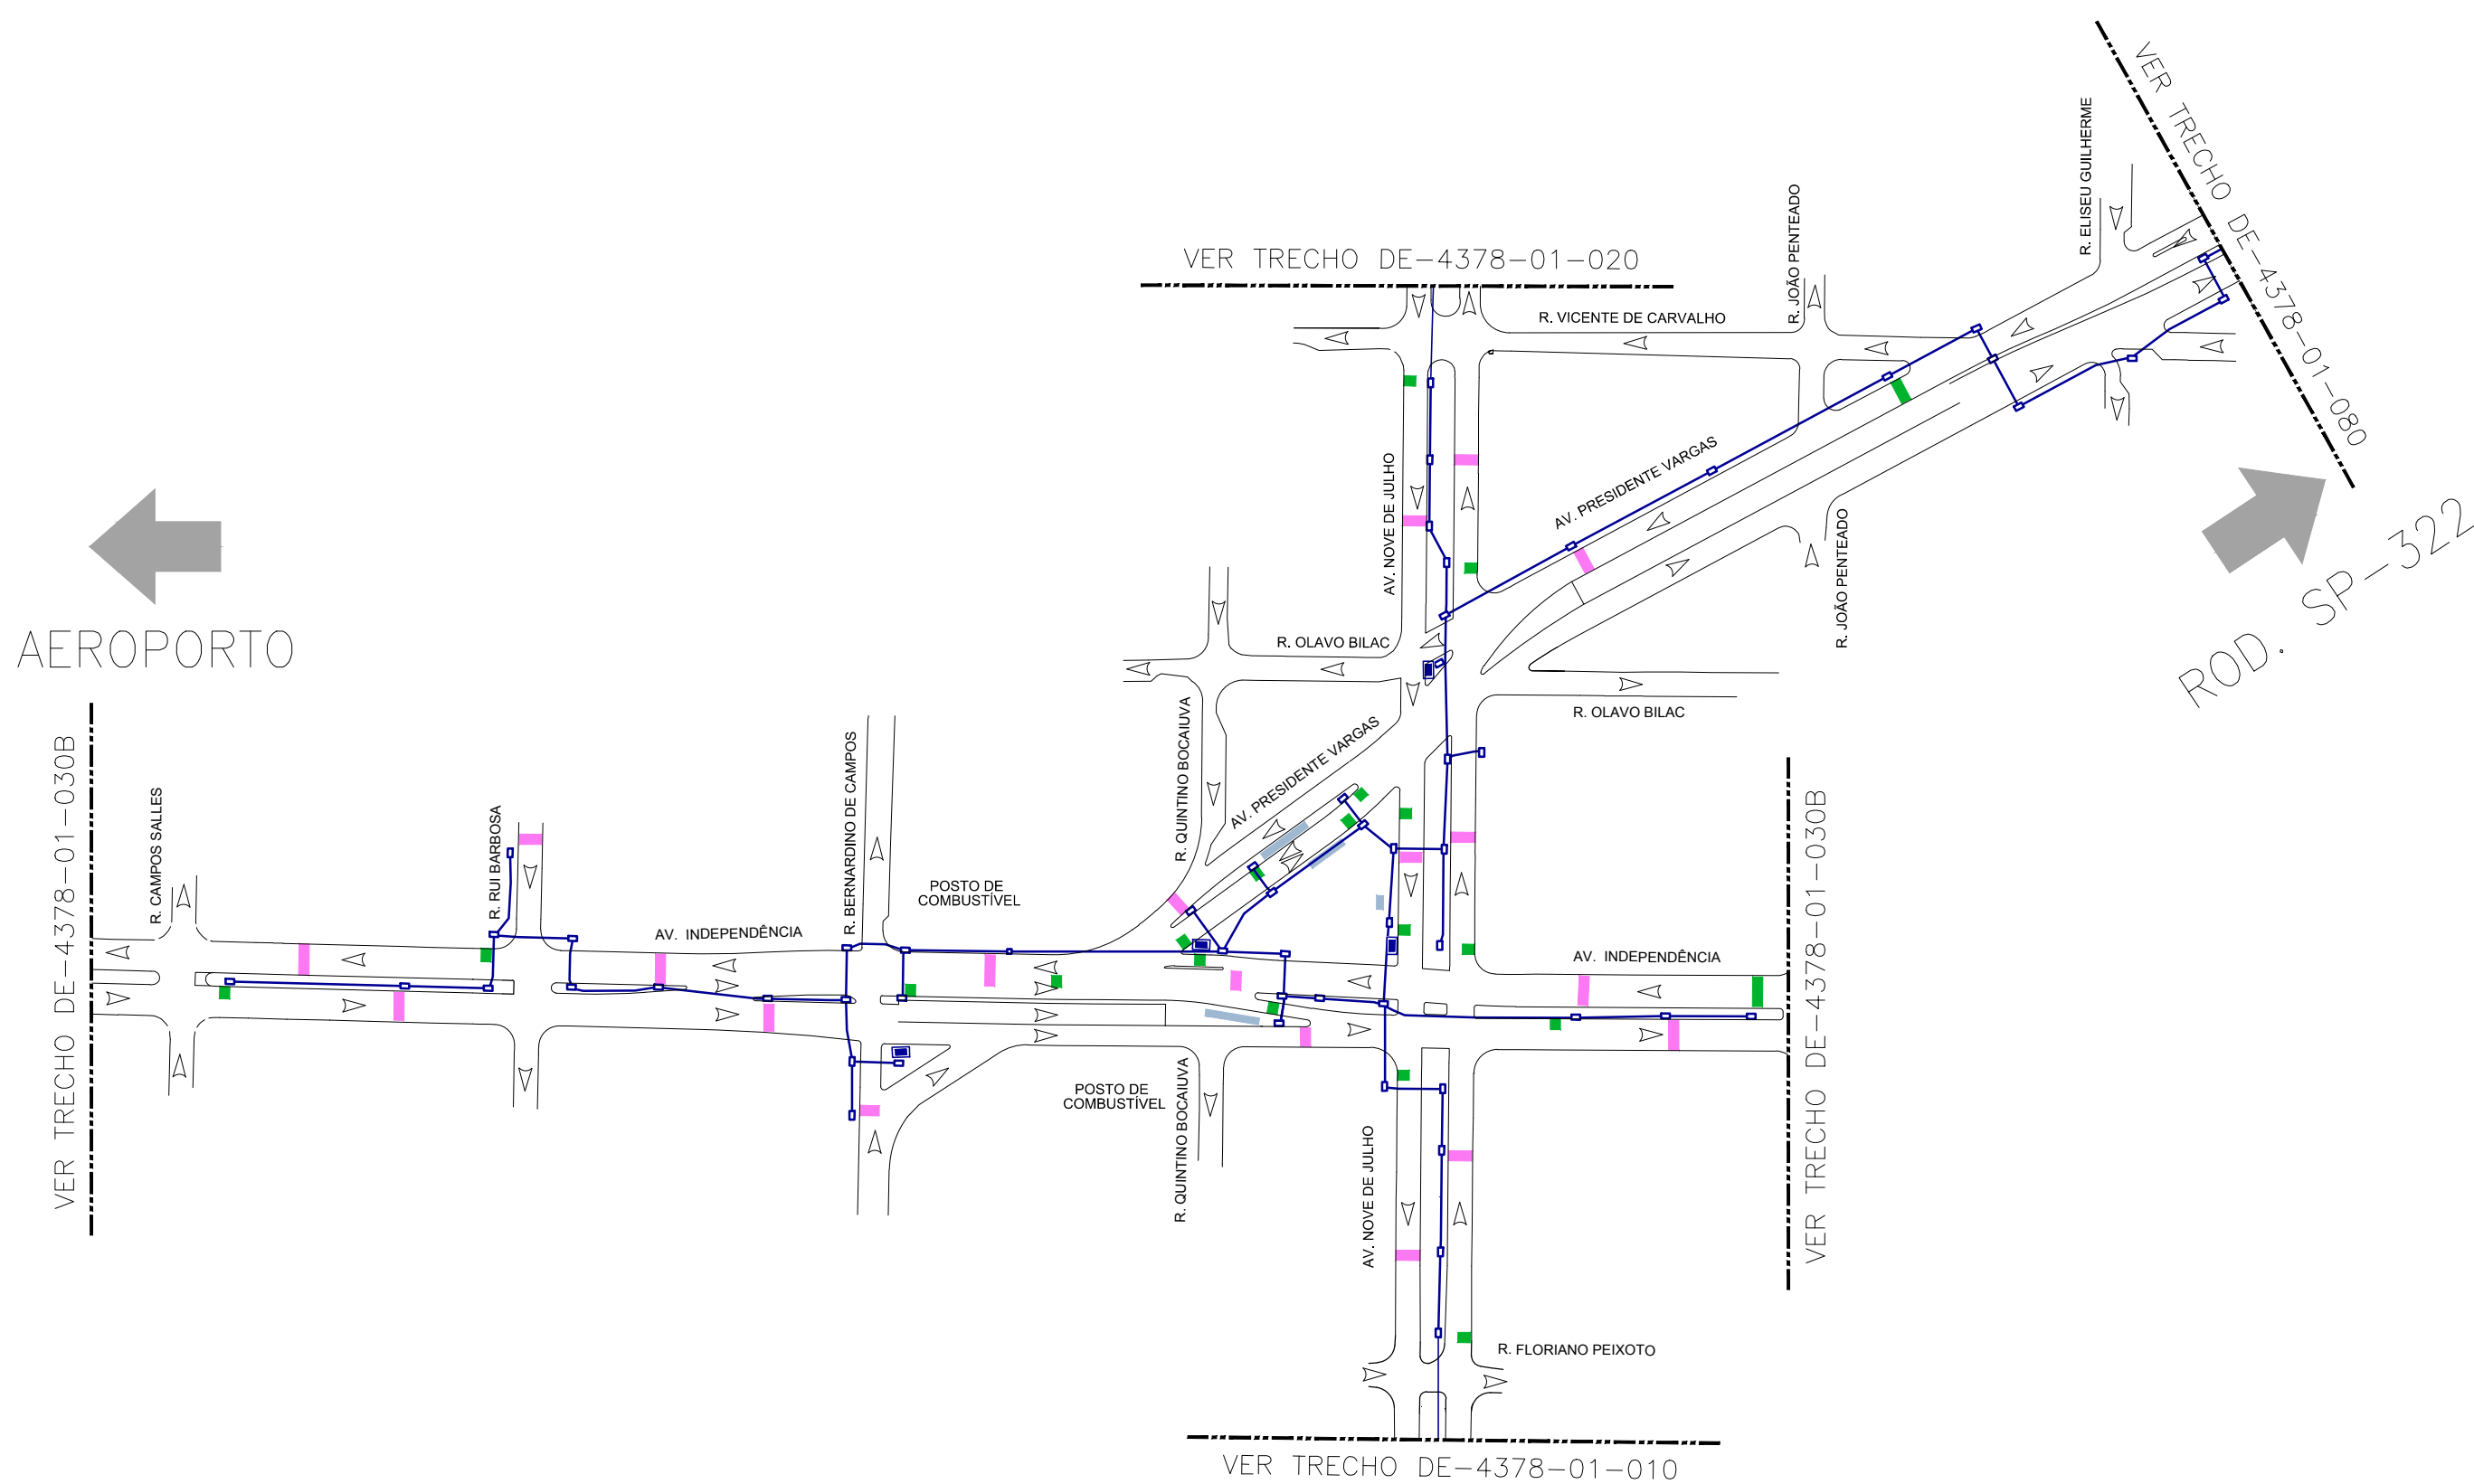 VER TRECHO DE-4378-01-080
R. ELISEU GUILHERME
R. JOÃO PENTEADO
VER TRECHO DE-4378-01-020
R. VICENTE DE CARVALHO
AV. PRESIDENTE VARGAS
AV. NOVE DE JULHO
ROD. SP-322
R. JOÃO PENTEADO
AEROPORTO
R. OLAVO BILAC
R. OLAVO BILAC
R. QUINTINO BOCAIUVA
AV. PRESIDENTE VARGAS
VER TRECHO DE-4378-01-030B
R. CAMPOS SALLES
R. RUI BARBOSA
R. BERNARDINO DE CAMPOS
POSTO DE
COMBUSTÍVEL
AV. INDEPENDÊNCIA
AV. INDEPENDÊNCIA
VER TRECHO DE-4378-01-030B
POSTO DE
COMBUSTÍVEL
R. QUINTINO BOCAIUVA
AV. NOVE DE JULHO
R. FLORIANO PEIXOTO
VER TRECHO DE-4378-01-010